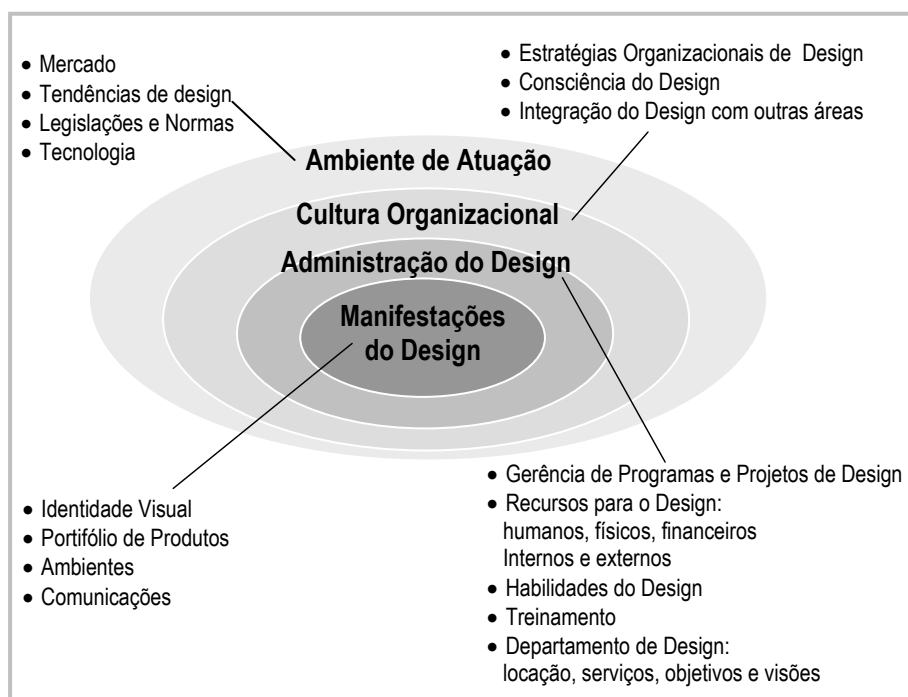 • Mercado
• Tendências de design
• Legislações e Normas
• Tecnologia
• Estratégias Organizacionais de Design
• Consciência do Design
• Integração do Design com outras áreas
Ambiente de Atuação
Cultura Organizacional
Administração do Design
Manifestações
do Design
• Identidade Visual
• Portifólio de Produtos
• Ambientes
• Comunicações
• Gerência de Programas e Projetos de Design
• Recursos para o Design:
humanos, físicos, financeiros
Internos e externos
• Habilidades do Design
• Treinamento
• Departamento de Design:
locação, serviços, objetivos e visões